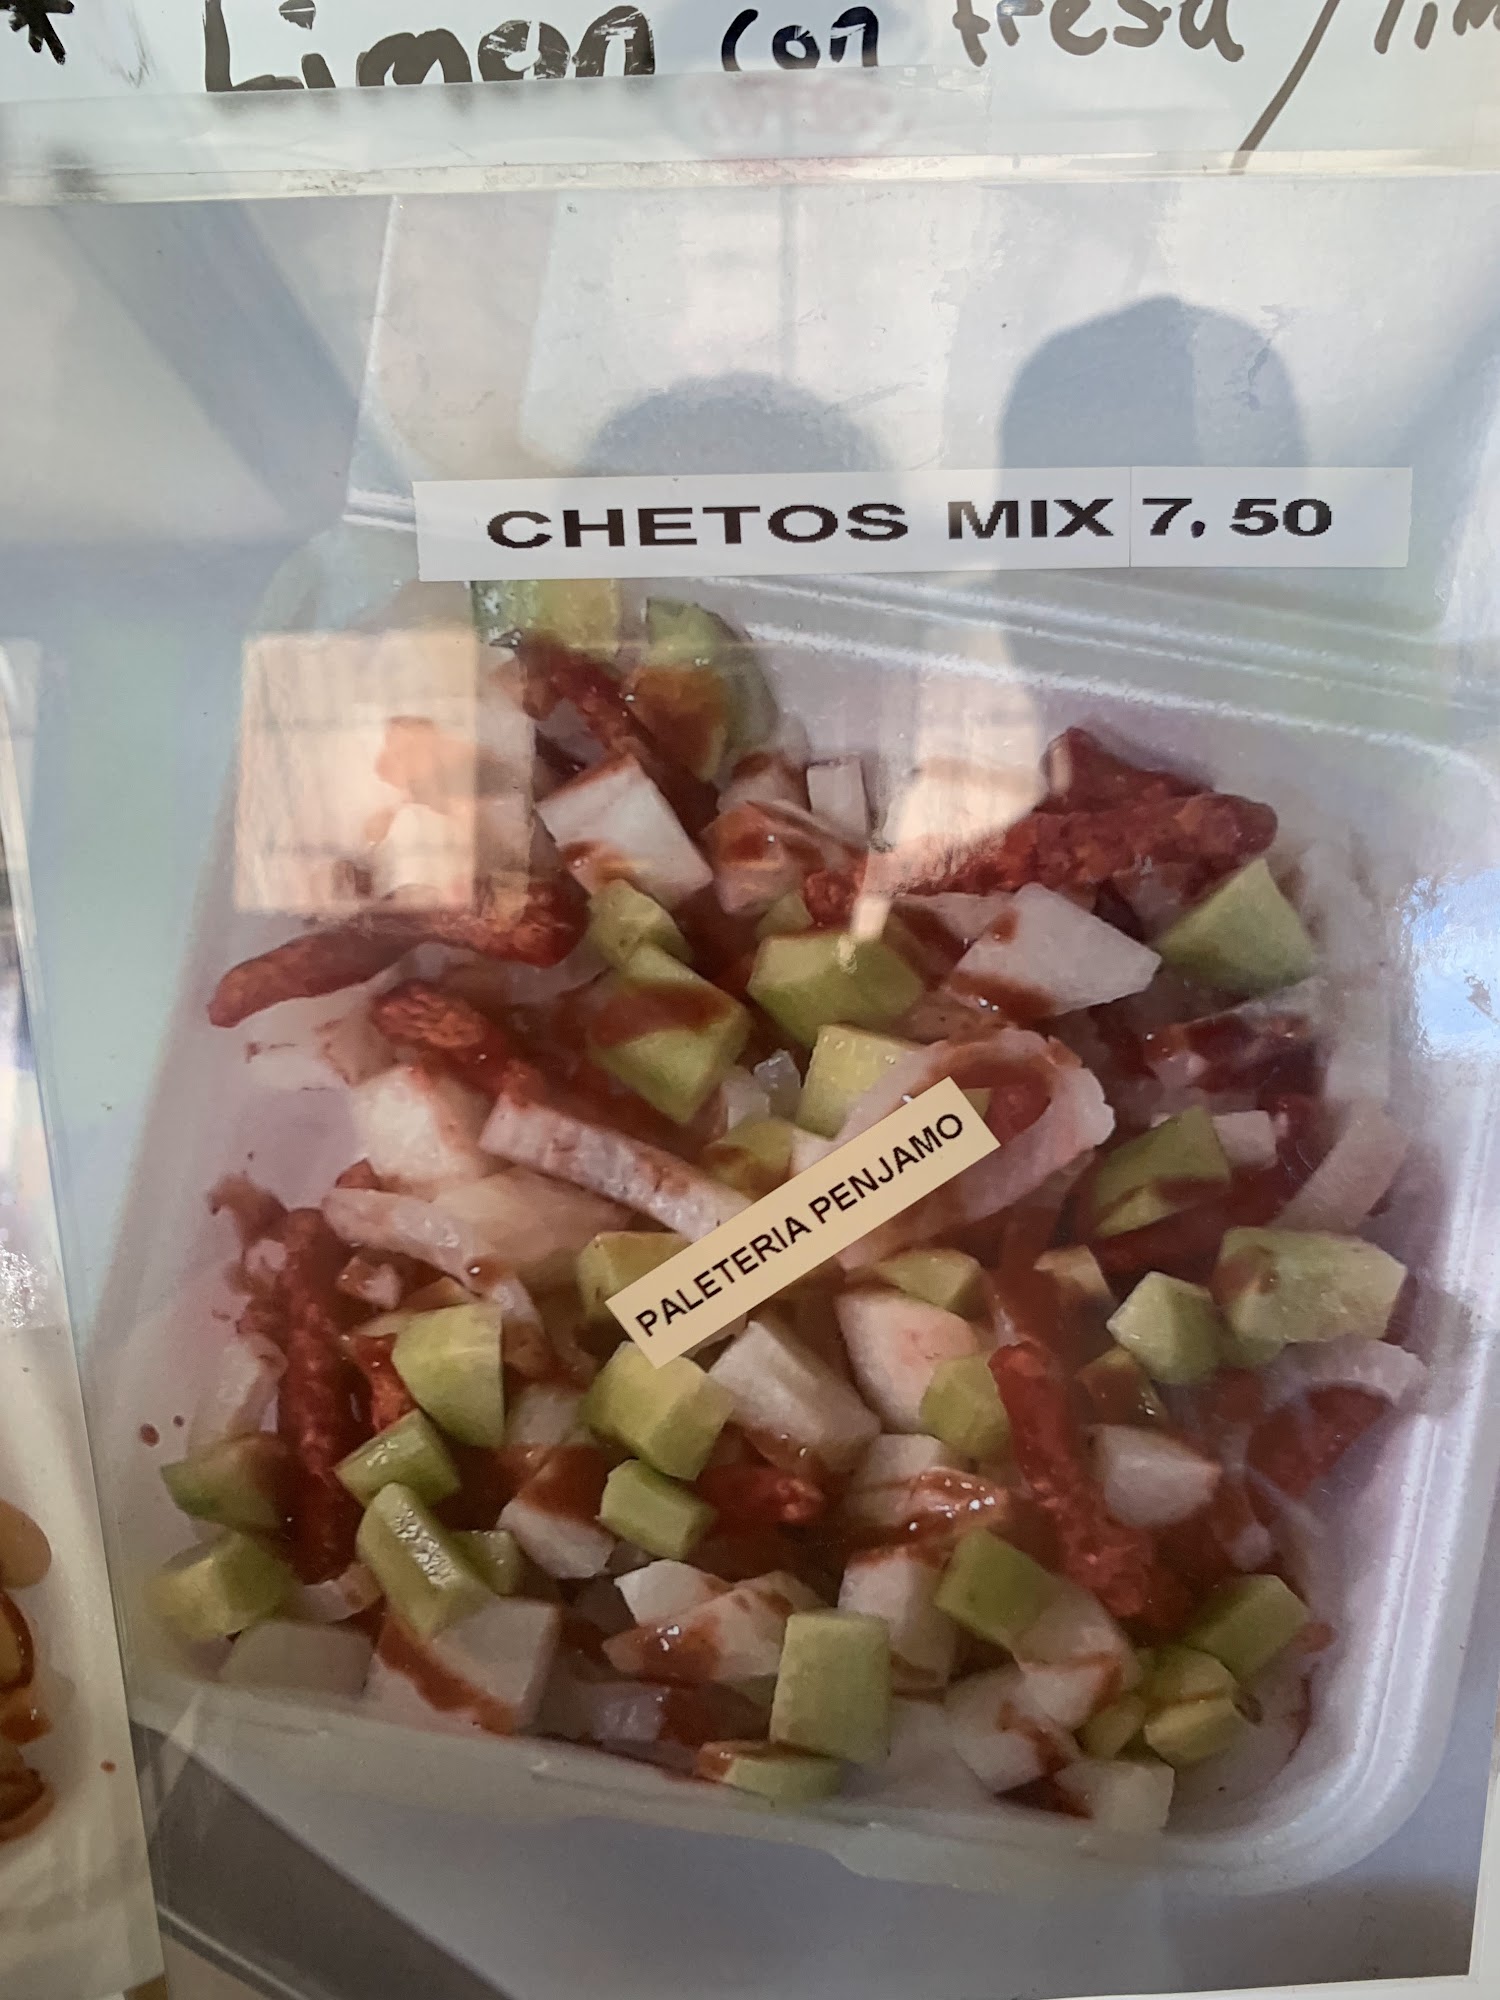 * Limon con fresa /
CHETOS MIX 7,50
PALETERIA PENJAMO